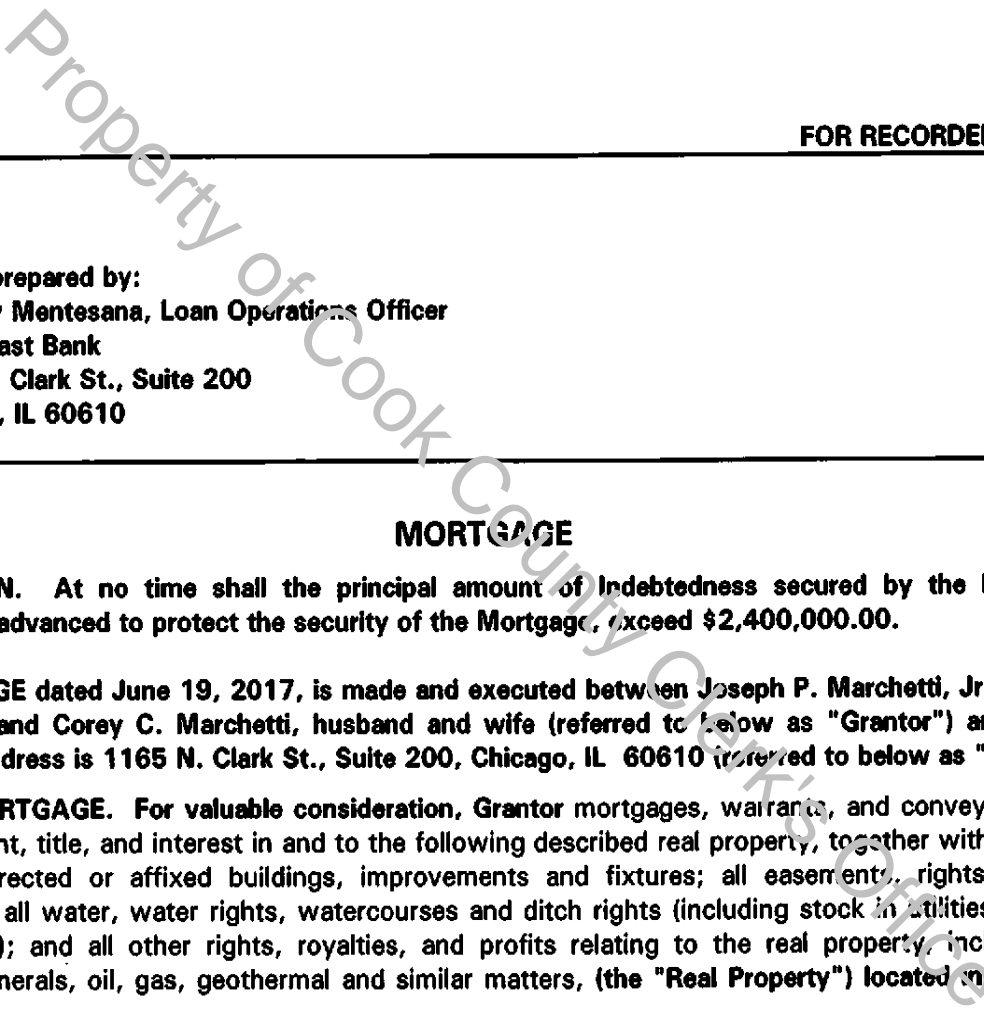 FOR RECORDE
prepared by:
Mentesana, Loan Operations Officer
ast Bank
Clark St., Suite 200
, IL 60610
MORTGAGE
N. At no time shall the principal amount of Indebtedness secured by the
advanced to protect the security of the Mortgage, exceed $2,400,000.00.
GE dated June 19, 2017, is made and executed between Joseph P. Marchetti, Jr
and Corey C. Marchetti, husband and wife (referred to below as "Grantor") a
dress is 1165 N. Clark St., Suite 200, Chicago, IL 60610 (referred to below as "
RTGAGE. For valuable consideration, Grantor mortgages, warrants, and convey
nt, title, and interest in and to the following described real property, together with
rected or affixed buildings, improvements and fixtures; all easements, rights
all water, water rights, watercourses and ditch rights (including stock in utilities
); and all other rights, royalties, and profits relating to the real property, incl
nerals, oil, gas, geothermal and similar matters, (the "Real Property") located in
Property of Cook County Clerk's Office